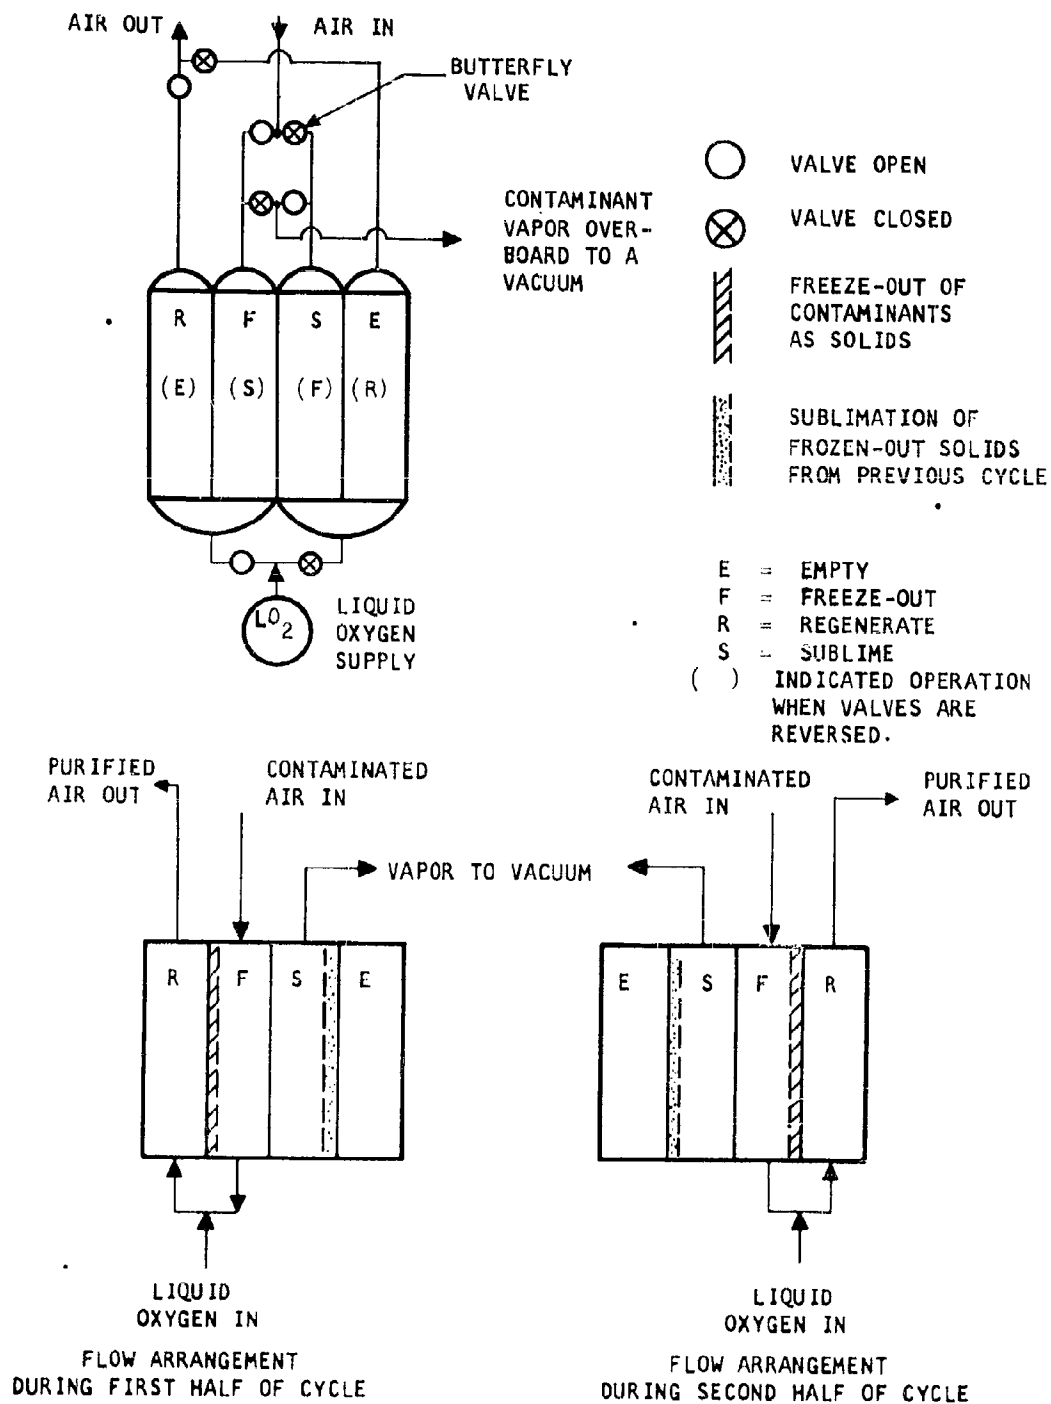 AIR OUT
AIR IN
BUTTERFLY
VALVE
CONTAMINANT
VAPOR OVER-
BOARD TO A
VACUUM
R F S E
(E) (S) (F) (R)
LO2
LIQUID
OXYGEN
SUPPLY
VALVE OPEN
VALVE CLOSED
FREEZE-OUT OF
CONTAMINANTS
AS SOLIDS
SUBLIMATION OF
FROZEN-OUT SOLIDS
FROM PREVIOUS CYCLE
E = EMPTY
F = FREEZE-OUT
R = REGENERATE
S = SUBLIME
( ) INDICATED OPERATION
WHEN VALVES ARE
REVERSED.
PURIFIED
AIR OUT
CONTAMINATED
AIR IN
CONTAMINATED
AIR IN
PURIFIED
AIR OUT
VAPOR TO VACUUM
R F S E
E S F R
LIQUID
OXYGEN IN
FLOW ARRANGEMENT
DURING FIRST HALF OF CYCLE
LIQUID
OXYGEN IN
FLOW ARRANGEMENT
DURING SECOND HALF OF CYCLE